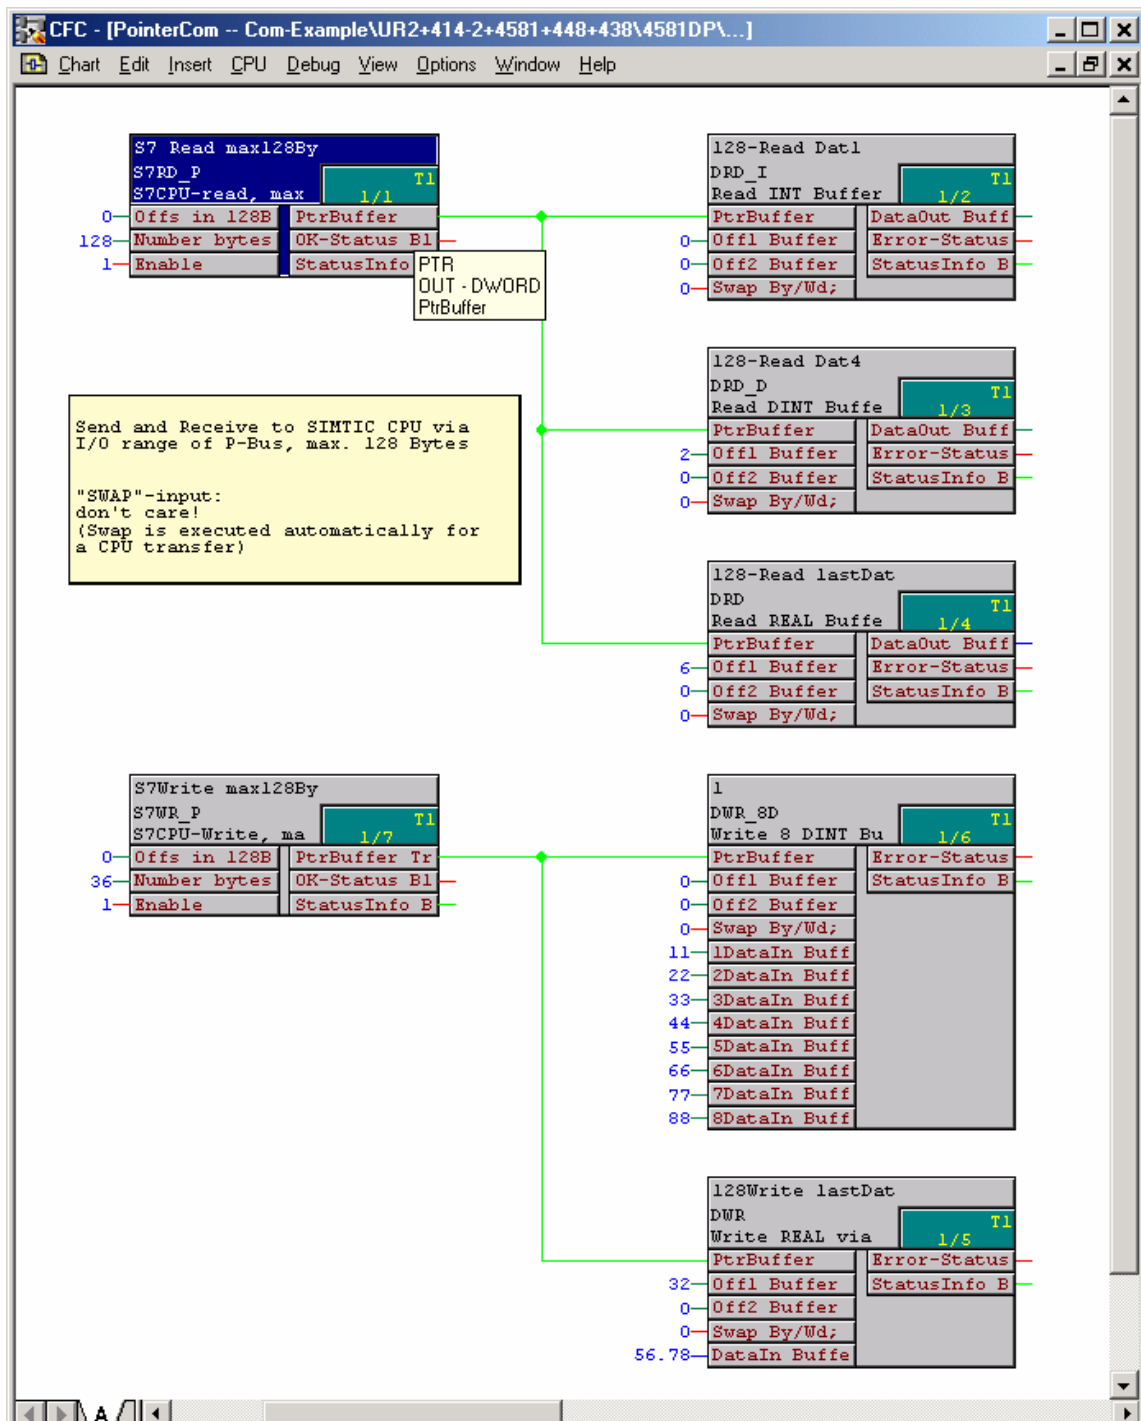 CFC - [PointerCom -- Com-Example\UR2+414-2+4581+448+438\4581DP\...]
Chart Edit Insert CPU Debug View Options Window Help
S7 Read max128By
S7RD_P T1
S7CPU-read, max 1/1
0 Offs in 128B PtrBuffer
128 Number bytes OK-Status Bl
1 Enable StatusInfo
PTR
OUT - DWORD
PtrBuffer
128-Read Dat1
DRD_I T1
Read INT Buffer 1/2
PtrBuffer DataOut Buff
0 Off1 Buffer Error-Status
0 Off2 Buffer StatusInfo B
0 Swap By/Wd;
128-Read Dat4
DRD_D T1
Read DINT Buffe 1/3
PtrBuffer DataOut Buff
2 Off1 Buffer Error-Status
0 Off2 Buffer StatusInfo B
0 Swap By/Wd;
Send and Receive to SIMTIC CPU via
I/O range of P-Bus, max. 128 Bytes
"SWAP"-input:
don't care!
(Swap is executed automatically for
a CPU transfer)
128-Read lastDat
DRD T1
Read REAL Buffe 1/4
PtrBuffer DataOut Buff
6 Off1 Buffer Error-Status
0 Off2 Buffer StatusInfo B
0 Swap By/Wd;
S7Write max128By
S7WR_P T1
S7CPU-Write, ma 1/7
0 Offs in 128B PtrBuffer Tr
36 Number bytes OK-Status Bl
1 Enable StatusInfo B
1
DWR_8D T1
Write 8 DINT Bu 1/6
PtrBuffer Error-Status
0 Off1 Buffer StatusInfo B
0 Off2 Buffer
0 Swap By/Wd;
11 1DataIn Buff
22 2DataIn Buff
33 3DataIn Buff
44 4DataIn Buff
55 5DataIn Buff
66 6DataIn Buff
77 7DataIn Buff
88 8DataIn Buff
128Write lastDat
DWR T1
Write REAL via 1/5
PtrBuffer Error-Status
32 Off1 Buffer StatusInfo B
0 Off2 Buffer
0 Swap By/Wd;
56.78 DataIn Buffe
A